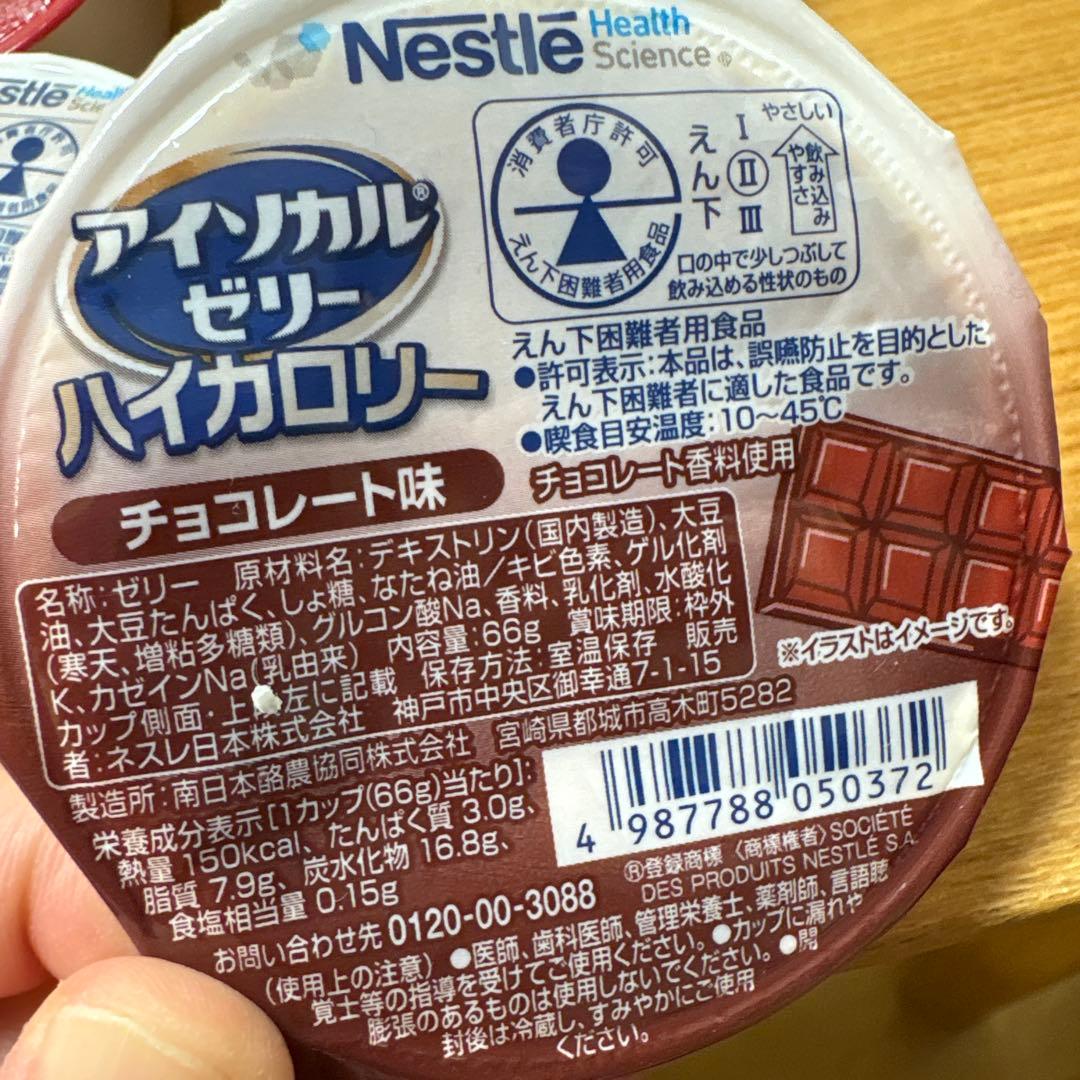 Nestlé Health Science®
stlé Heal
Scie
消費者庁許可
えん下困難者用食品
えん下
I
II
III
やさしい
飲み込みやすさ
口の中で少しつぶして
飲み込める性状のもの
アイソカル®
ゼリー
ハイカロリー
えん下困難者用食品
●許可表示:本品は、誤嚥防止を目的とした
えん下困難者に適した食品です。
●喫食目安温度:10〜45℃
チョコレート味
チョコレート香料使用
名称:ゼリー 原材料名:デキストリン(国内製造)、大豆
油、大豆たんぱく、しょ糖、なたね油/キビ色素、ゲル化剤
(寒天、増粘多糖類)、グルコン酸Na、香料、乳化剤、水酸化
K、カゼインNa(乳由来) 内容量:66g 賞味期限:枠外
カップ側面・上 左に記載 保存方法:室温保存 販売
者:ネスレ日本株式会社 神戸市中央区御幸通7-1-15
※イラストはイメージです。
製造所:南日本酪農協同株式会社 宮崎県都城市高木町5282
栄養成分表示[1カップ(66g)当たり]:
熱量 150kcal、たんぱく質 3.0g、
脂質 7.9g、炭水化物 16.8g、
食塩相当量 0.15g
4 987788 050372
®登録商標 〈商標権者〉SOCIÉTÉ
DES PRODUITS NESTLÉ S.A.
お問い合わせ先 0120-00-3088
(使用上の注意) ●医師、歯科医師、管理栄養士、薬剤師、言語聴
覚士等の指導を受けてご使用ください。●カップに漏れや
膨張のあるものは使用しないでください。●開
封後は冷蔵し、すみやかにご使用
ください。